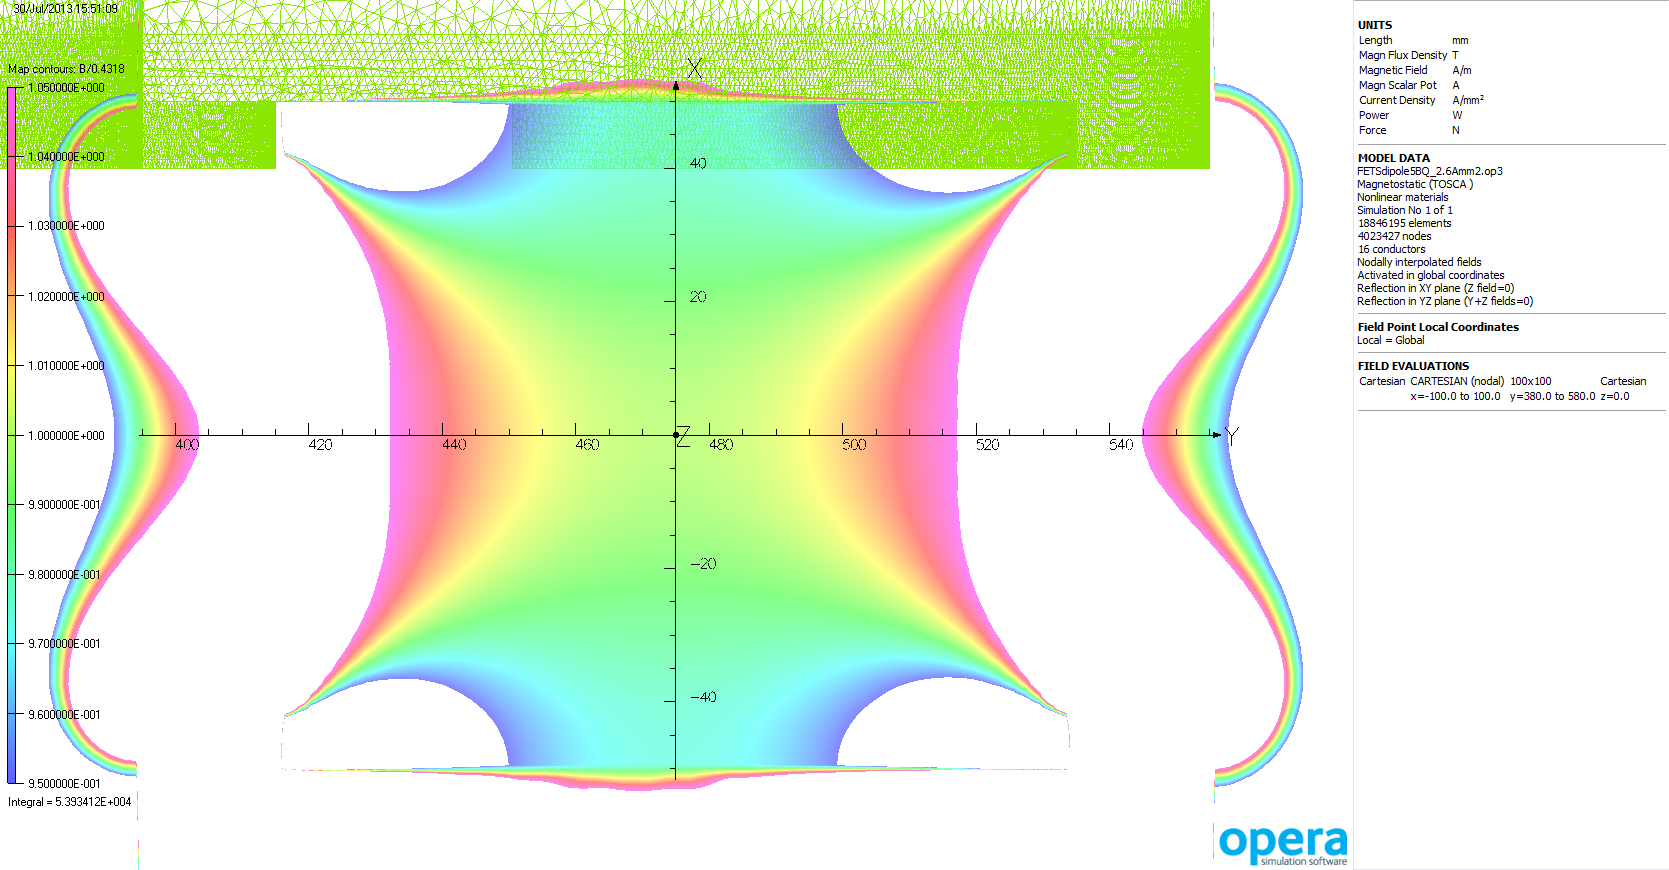 30/Jul/2013 15:51:09
Map contours: B/0.4318
1.050000E+000
1.040000E+000
1.030000E+000
1.020000E+000
1.010000E+000
1.000000E+000
9.900000E-001
9.800000E-001
9.700000E-001
9.600000E-001
9.500000E-001
Integral = 5.393412E+004
X
40
20
Z
-20
-40
400
420
440
460
480
500
520
540
Y
opera
simulation software
UNITS
Length mm
Magn Flux Density T
Magnetic Field A/m
Magn Scalar Pot A
Current Density A/mm²
Power W
Force N
MODEL DATA
FETSdipole5BQ_2.6Amm2.op3
Magnetostatic (TOSCA )
Nonlinear materials
Simulation No 1 of 1
18846195 elements
4023427 nodes
16 conductors
Nodally interpolated fields
Activated in global coordinates
Reflection in XY plane (Z field=0)
Reflection in YZ plane (Y+Z fields=0)
Field Point Local Coordinates
Local = Global
FIELD EVALUATIONS
Cartesian CARTESIAN (nodal) 100x100 Cartesian
x=-100.0 to 100.0 y=380.0 to 580.0 z=0.0